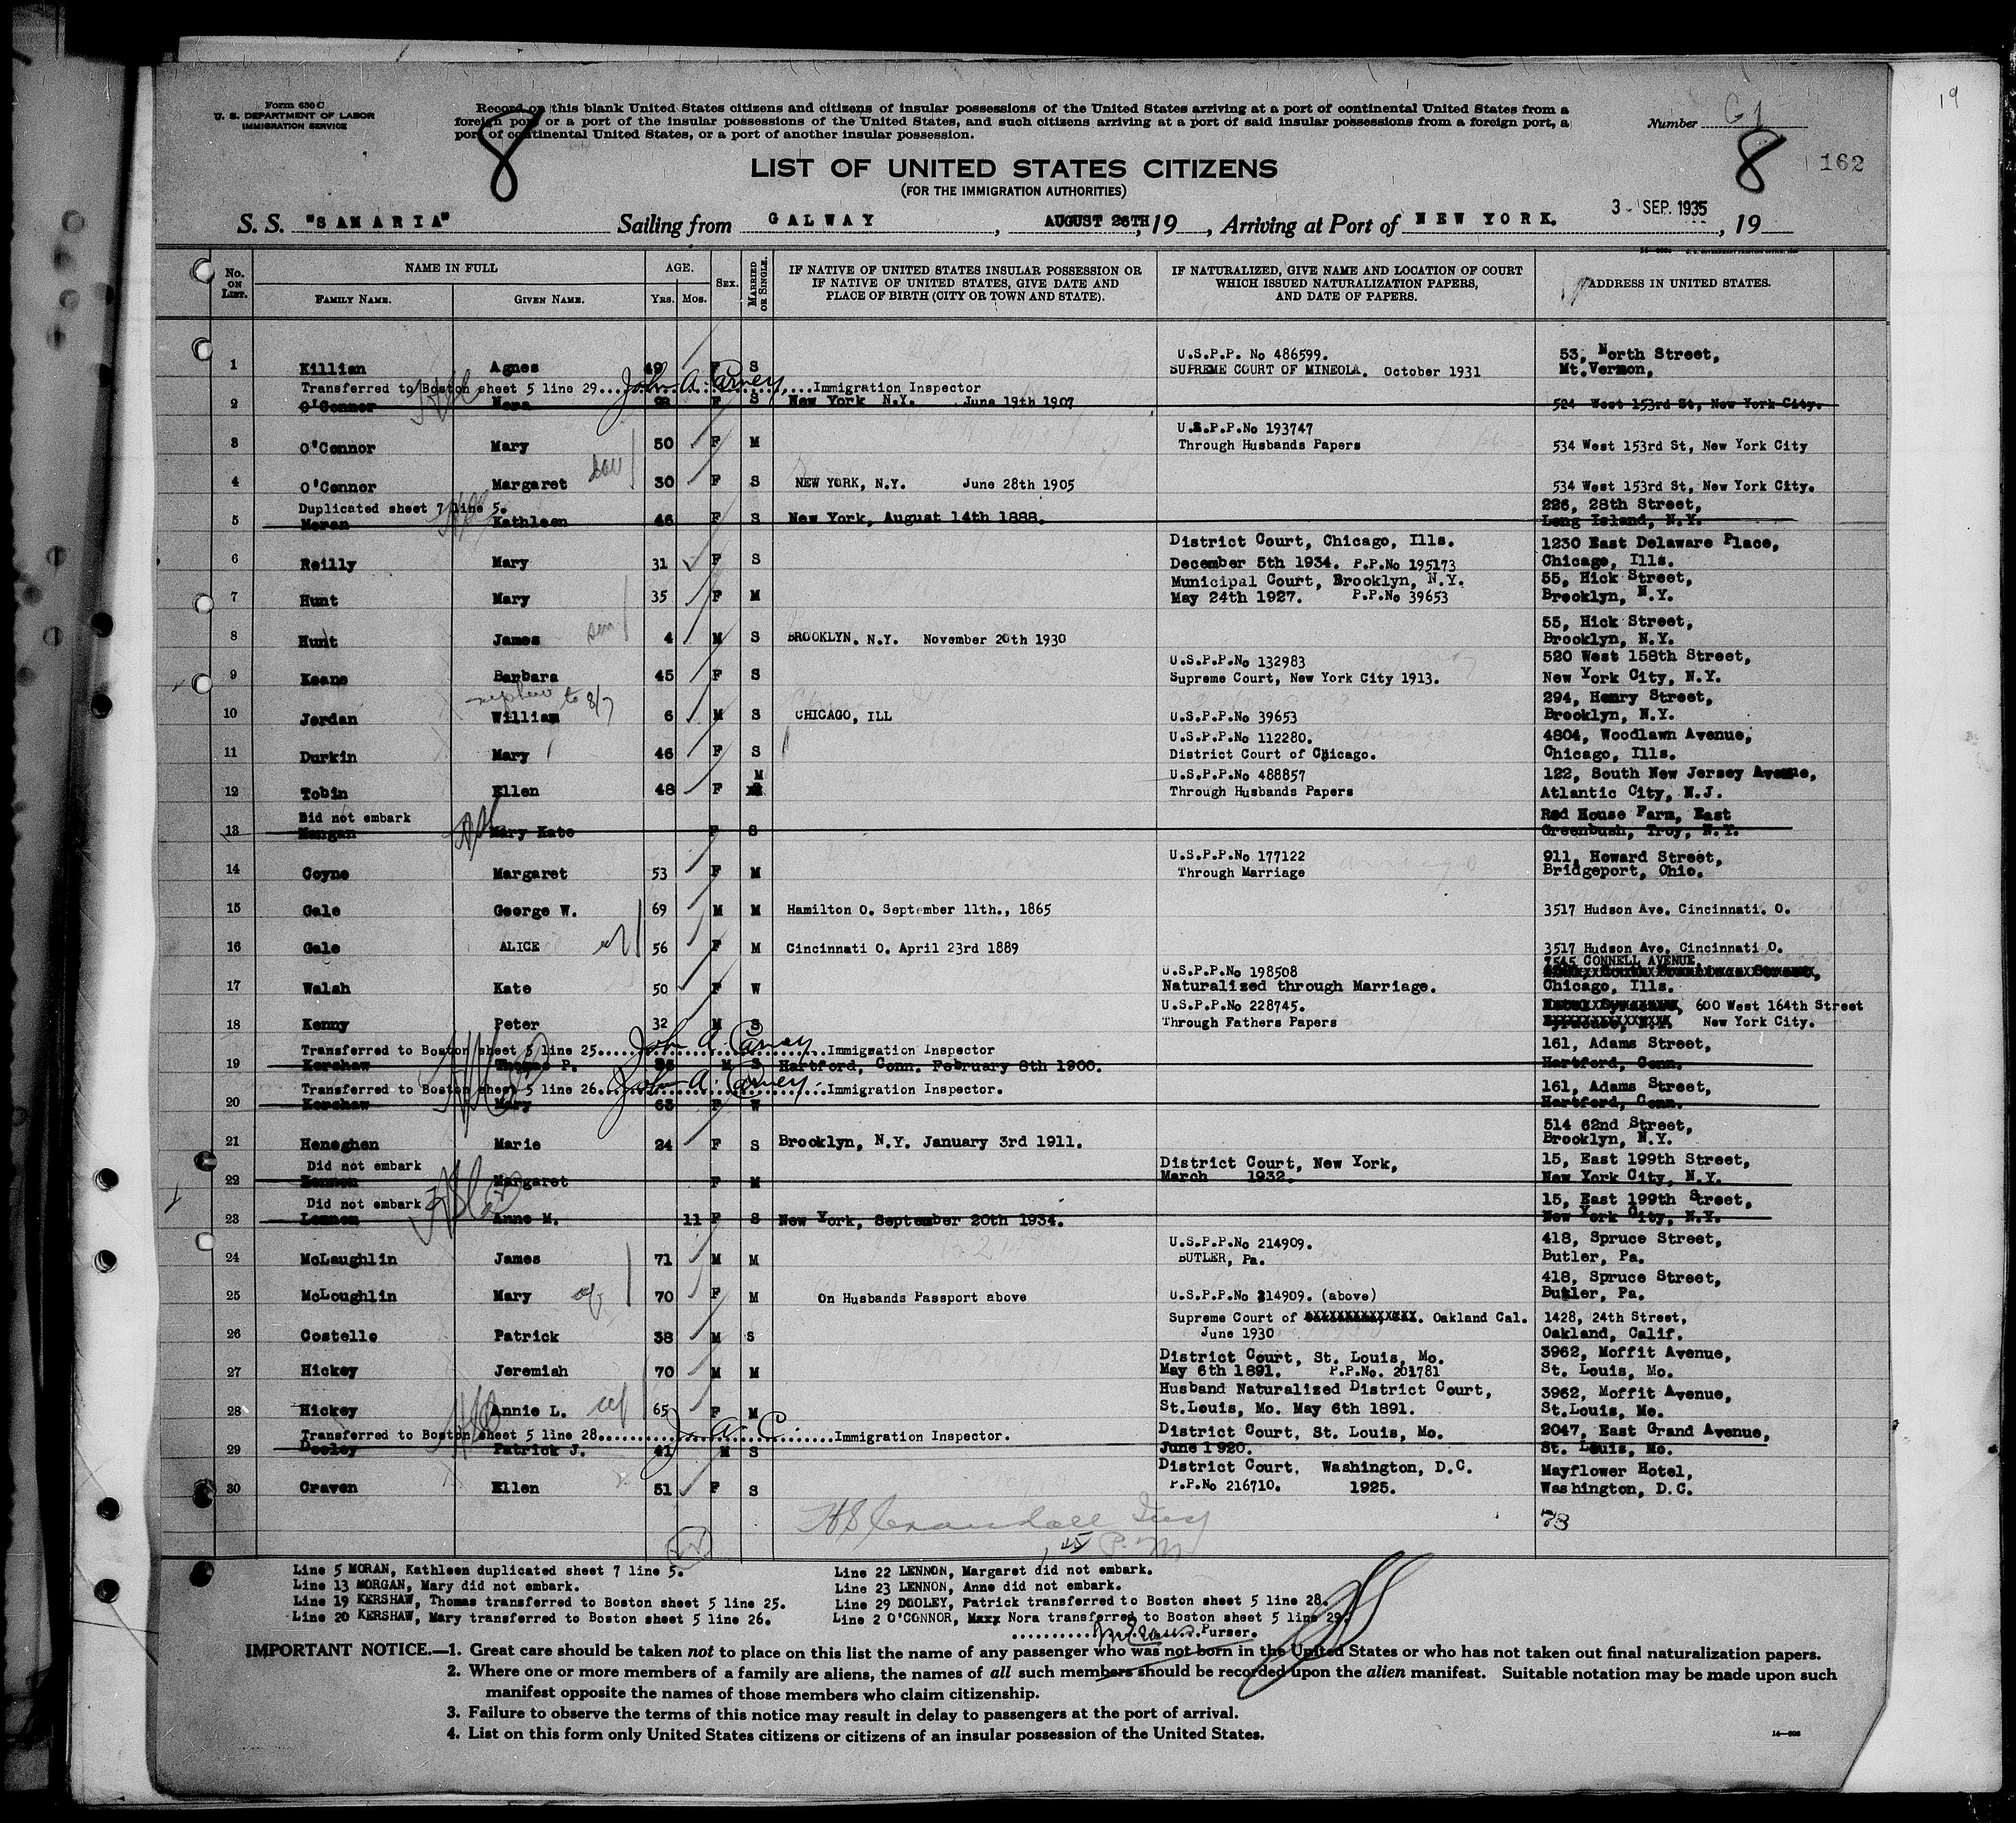 Form 630 C
U. S. DEPARTMENT OF LABOR
IMMIGRATION SERVICE
Record on this blank United States citizens and citizens of insular possessions of the United States arriving at a port of continental United States from a
foreign port or a port of the insular possessions of the United States, and such citizens arriving at a port of said insular possessions from a foreign port, a
port of continental United States, or a port of another insular possession.
Number
8
8
162
19
LIST OF UNITED STATES CITIZENS
(FOR THE IMMIGRATION AUTHORITIES)
S. S. "SAMARIA" Sailing from GALWAY, AUGUST 26TH, 19 , Arriving at Port of NEW YORK. 3 - SEP. 1935, 19
No. ON LIST. NAME IN FULL AGE. SEX. MARRIED OR SINGLE. IF NATIVE OF UNITED STATES INSULAR POSSESSION OR IF NATIVE OF UNITED STATES, GIVE DATE AND PLACE OF BIRTH (CITY OR TOWN AND STATE). IF NATURALIZED, GIVE NAME AND LOCATION OF COURT WHICH ISSUED NATURALIZATION PAPERS, AND DATE OF PAPERS. ADDRESS IN UNITED STATES.
FAMILY NAME. GIVEN NAME. YRS. MOS.
U.S.P.P. No 486599. 53, North Street,
1 Killian Agnes 49 F S SUPREME COURT OF MINEOLA. October 1931 Mt.Vernon,
Transferred to Boston sheet 5 line 29...John A. Carney...Immigration Inspector
2 O'Connor Nora 28 F S New York N.Y. June 19th 1907 524 West 153rd St, New York City.
U.S.P.P.No 193747
3 O'Connor Mary 50 F M Through Husbands Papers 534 West 153rd St, New York City
dau
4 O'Connor Margaret 30 F S NEW YORK, N.Y. June 28th 1905 534 West 153rd St, New York City.
Duplicated sheet 7 line 5. 226, 28th Street,
5 Moran Kathleen 46 F S New York, August 14th 1888. Long Island, N.Y.
District Court, Chicago, Ills. 1230 East Delaware Place,
6 Reilly Mary 31 F S December 5th 1934. P.P.No 195173 Chicago, Ills.
Municipal Court, Brooklyn, N.Y. 55, Hick Street,
7 Hunt Mary 35 F M May 24th 1927. P.P.No 39653 Brooklyn, N.Y.
son 55, Hick Street,
8 Hunt James 4 M S BROOKLYN. N.Y. November 20th 1930 Brooklyn, N.Y.
U.S.P.P.No 132983 520 West 158th Street,
9 Keane Barbara 45 F S Supreme Court, New York City 1913. New York City, N.Y.
nephew to 8/7 294, Henry Street,
10 Jordan William 6 M S CHICAGO, ILL U.S.P.P.No 39653 Brooklyn, N.Y.
U.S.P.P.No 112280. 4804, Woodlawn Avenue,
11 Durkin Mary 46 F S District Court of Chicago. Chicago, Ills.
M U.S.P.P.No 488857 122, South New Jersey Avenue,
12 Tobin Ellen 48 F Through Husbands Papers Atlantic City, N.J.
Did not embark Red House Farm, East
13 Mangan Mary Kate F S Greenbush, Troy, N.Y.
U.S.P.P.No 177122 911, Howard Street,
14 Coyne Margaret 53 F M Through Marriage Bridgeport, Ohio.
15 Gale George W. 69 M M Hamilton O. September 11th., 1865 3517 Hudson Ave. Cincinnati. O.
16 Gale ALICE wf 56 F M Cincinnati O. April 23rd 1889 3517 Hudson Ave, Cincinnati O.
7545 CONNELL AVENUE,
U.S.P.P.No 198508
17 Walsh Kate 50 F W Naturalized through Marriage. Chicago, Ills.
U.S.P.P.No 228745. 600 West 164th Street
18 Kenny Peter 32 M S Through Fathers Papers New York City.
Transferred to Boston sheet 5 line 25...John A. Carney...Immigration Inspector 161, Adams Street,
19 Kershaw Thomas P. 35 M S Hartford, Conn. February 8th 1900. Hartford, Conn.
Transferred to Boston sheet 5 line 26...John A. Carney...Immigration Inspector. 161, Adams Street,
20 Kershaw Mary 63 F W Hartford, Conn.
514 62nd Street,
21 Heneghen Marie 24 F S Brooklyn, N.Y. January 3rd 1911. Brooklyn, N.Y.
Did not embark District Court, New York, 15, East 199th Street,
22 Lennon Margaret F M March 1932. New York City, N.Y.
Did not embark 15, East 199th Street,
23 Lennon Anne M. 11 F S New York, September 20th 1934. New York City, N.Y.
U.S.P.P.No 214909. 418, Spruce Street,
24 McLaughlin James 71 M M BUTLER, Pa. Butler, Pa.
418, Spruce Street,
25 McLoughlin Mary wf 70 F M On Husbands Passport above U.S.P.P.No 214909. (above) Butler, Pa.
Supreme Court of Oakland Cal. 1428, 24th Street,
26 Costello Patrick 38 M S June 1930 Oakland, Calif.
District Court, St. Louis, Mo. 3962, Moffit Avenue,
27 Hickey Jeremiah 70 M M May 6th 1891. P.P.No. 201781 St. Louis, Mo.
Husband Naturalized District Court, 3962, Moffit Avenue,
28 Hickey Annie L. wf 65 F M St.Louis, Mo. May 6th 1891. St.Louis, Mo.
Transferred to Boston sheet 5 line 28...J. A. C....Immigration Inspector. District Court, St. Louis, Mo. 2047, East Grand Avenue,
29 Dooley Patrick J. 41 M S June 1920. St. Louis, Mo.
District Court, Washington, D.C. Mayflower Hotel,
30 Craven Ellen 51 F S P.P.No 216710. 1925. Washington, D.C.
78
Line 5 MORAN, Kathleen duplicated sheet 7 line 5. Line 22 LENNON, Margaret did not embark.
Line 13 MORGAN, Mary did not embark. Line 23 LENNON, Anne did not embark.
Line 19 KERSHAW, Thomas transferred to Boston sheet 5 line 25. Line 29 DOOLEY, Patrick transferred to Boston sheet 5 line 28.
Line 20 KERSHAW, Mary transferred to Boston sheet 5 line 26. Line 2 O'CONNOR, Nora transferred to Boston sheet 5 line 29.
Purser.
IMPORTANT NOTICE.—1. Great care should be taken not to place on this list the name of any passenger who was not born in the United States or who has not taken out final naturalization papers.
2. Where one or more members of a family are aliens, the names of all such members should be recorded upon the alien manifest. Suitable notation may be made upon such
manifest opposite the names of those members who claim citizenship.
3. Failure to observe the terms of this notice may result in delay to passengers at the port of arrival.
4. List on this form only United States citizens or citizens of an insular possession of the United States.